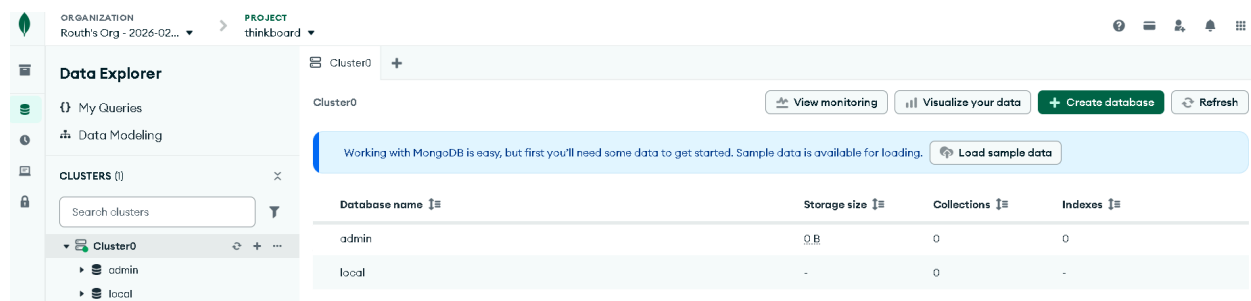 ORGANIZATION
Routh's Org - 2026-02...
PROJECT
thinkboard
Data Explorer
My Queries
Data Modeling
CLUSTERS (1)
Search clusters
Cluster0
admin
local
Cluster0
Cluster0
View monitoring
Visualize your data
Create database
Refresh
Working with MongoDB is easy, but first you'll need some data to get started. Sample data is available for loading.
Load sample data
Database name Storage size Collections Indexes
admin 0 B 0 0
local - 0 -